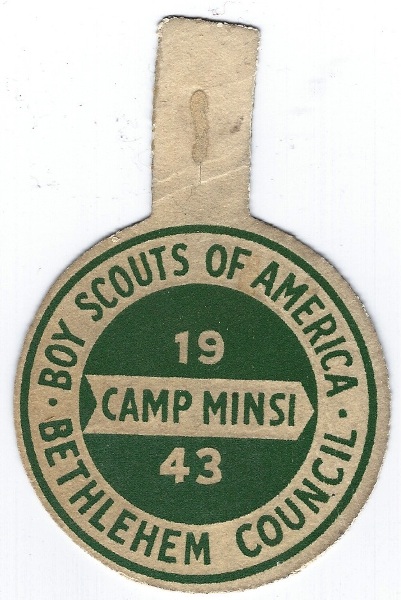 · BOY SCOUTS OF AMERICA ·
19
CAMP MINSI
43
BETHLEHEM COUNCIL